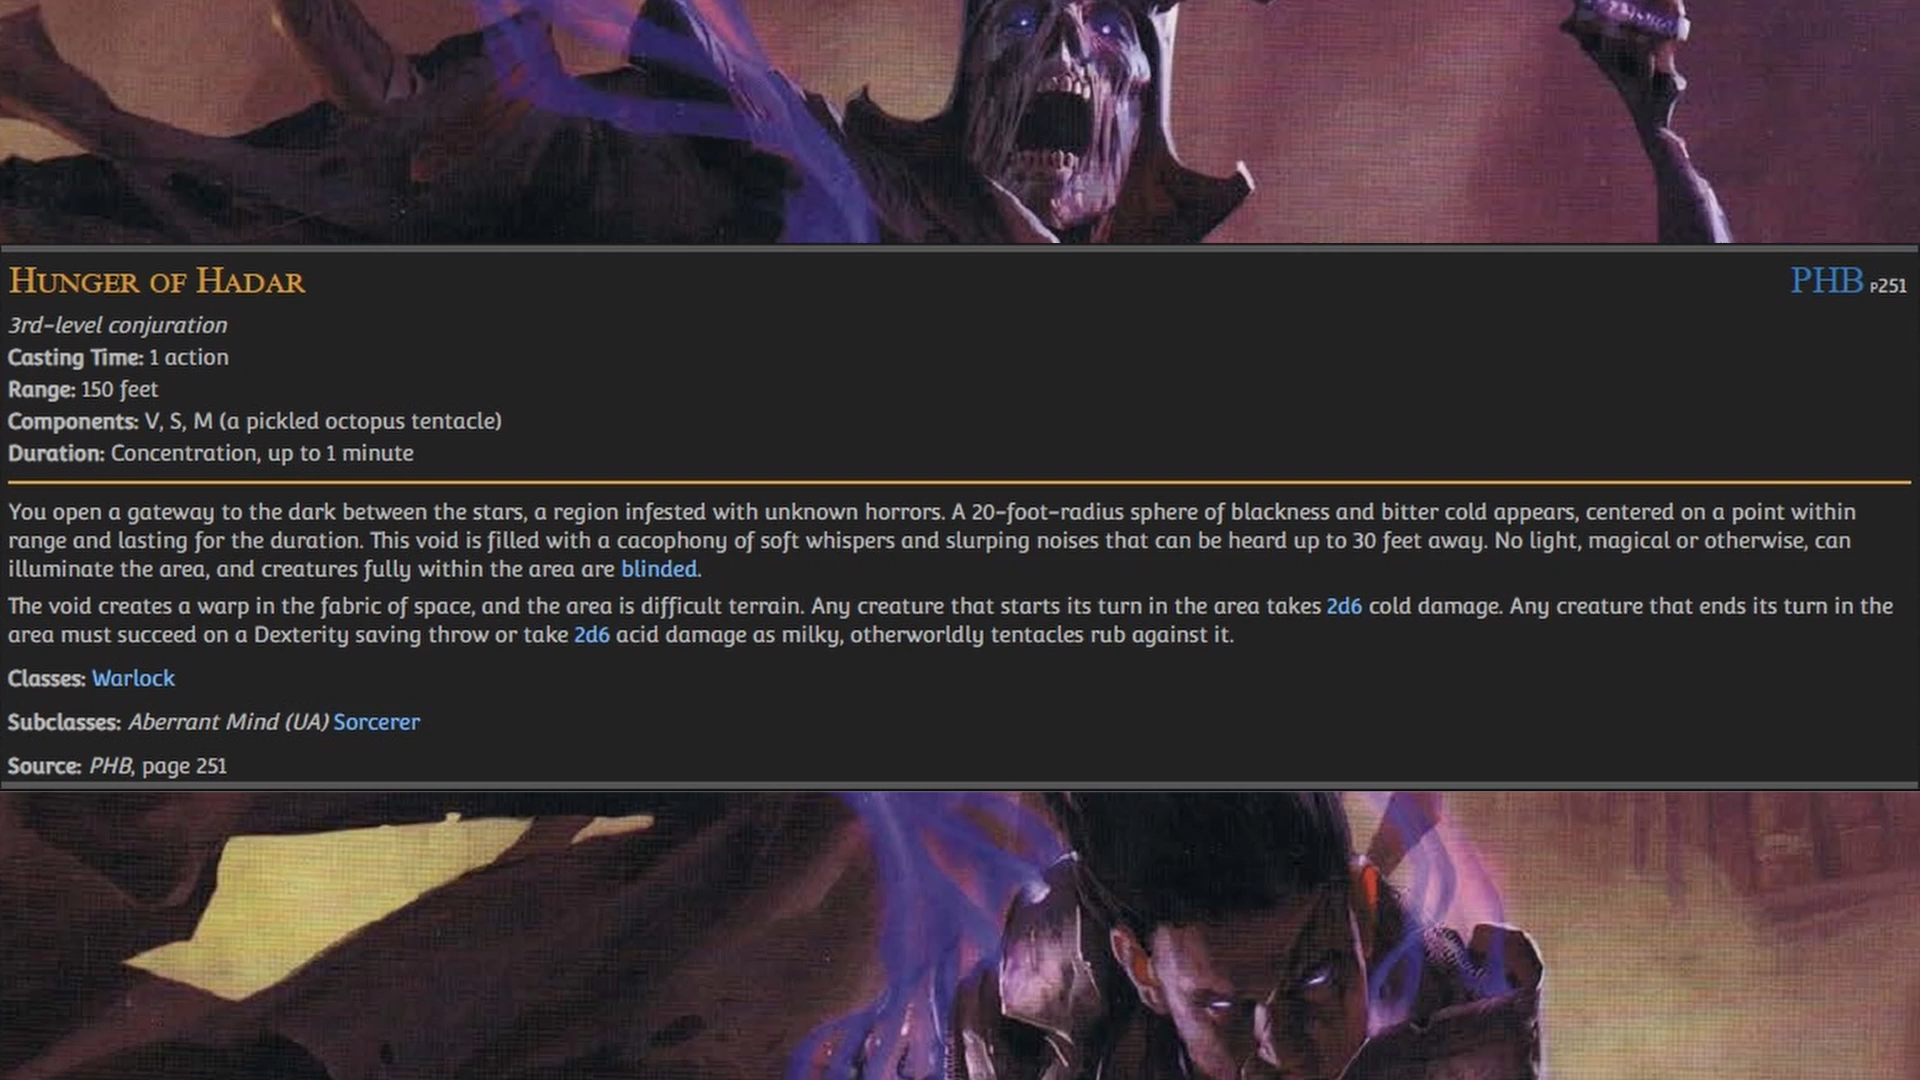 Hunger of Hadar PHB p251
3rd-level conjuration
Casting Time: 1 action
Range: 150 feet
Components: V, S, M (a pickled octopus tentacle)
Duration: Concentration, up to 1 minute
You open a gateway to the dark between the stars, a region infested with unknown horrors. A 20-foot-radius sphere of blackness and bitter cold appears, centered on a point within
range and lasting for the duration. This void is filled with a cacophony of soft whispers and slurping noises that can be heard up to 30 feet away. No light, magical or otherwise, can
illuminate the area, and creatures fully within the area are blinded.
The void creates a warp in the fabric of space, and the area is difficult terrain. Any creature that starts its turn in the area takes 2d6 cold damage. Any creature that ends its turn in the
area must succeed on a Dexterity saving throw or take 2d6 acid damage as milky, otherworldly tentacles rub against it.
Classes: Warlock
Subclasses: Aberrant Mind (UA) Sorcerer
Source: PHB, page 251